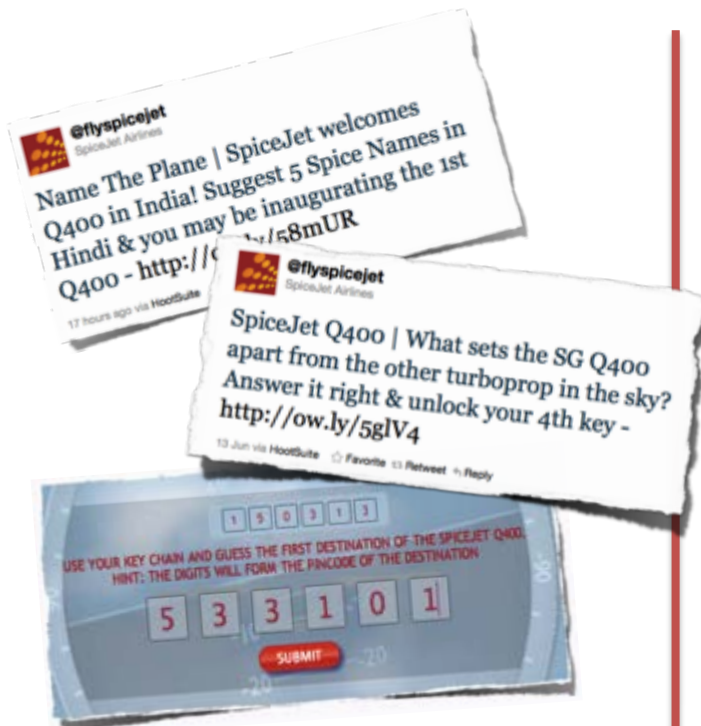 @flyspicejet
SpiceJet Airlines
Name The Plane | SpiceJet welcomes
Q400 in India! Suggest 5 Spice Names in
Hindi & you may be inaugurating the 1st
Q400 - http:// /58mUR
17 hours ago via HootSuite
@flyspicejet
SpiceJet Airlines
SpiceJet Q400 | What sets the SG Q400
apart from the other turboprop in the sky?
Answer it right & unlock your 4th key -
http://ow.ly/5glV4
13 Jun via HootSuite Favorite Retweet Reply
1 5 0 3 1 3
USE YOUR KEY CHAIN AND GUESS THE FIRST DESTINATION OF THE SPICEJET Q400.
HINT: THE DIGITS WILL FORM THE PINCODE OF THE DESTINATION
5 3 3 1 0 1
-10
SUBMIT
-20
-20
06